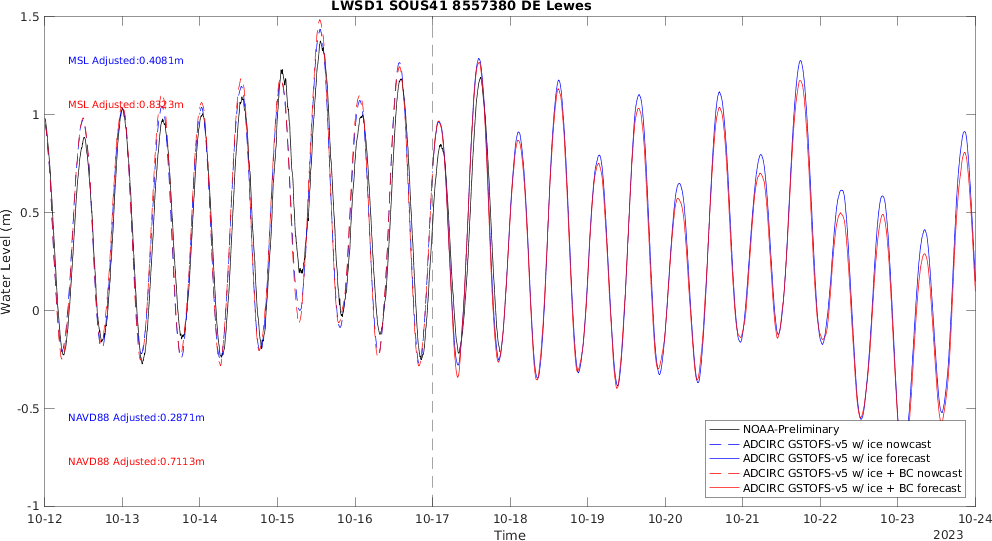 LWSD1 SOUS41 8557380 DE Lewes
1.5
1
0.5
0
-0.5
-1
Water Level (m)
MSL Adjusted:0.4081m
MSL Adjusted:0.8323m
NAVD88 Adjusted:0.2871m
NAVD88 Adjusted:0.7113m
NOAA-Preliminary
ADCIRC GSTOFS-v5 w/ ice nowcast
ADCIRC GSTOFS-v5 w/ ice forecast
ADCIRC GSTOFS-v5 w/ ice + BC nowcast
ADCIRC GSTOFS-v5 w/ ice + BC forecast
10-12 10-13 10-14 10-15 10-16 10-17 10-18 10-19 10-20 10-21 10-22 10-23 10-24
Time
2023